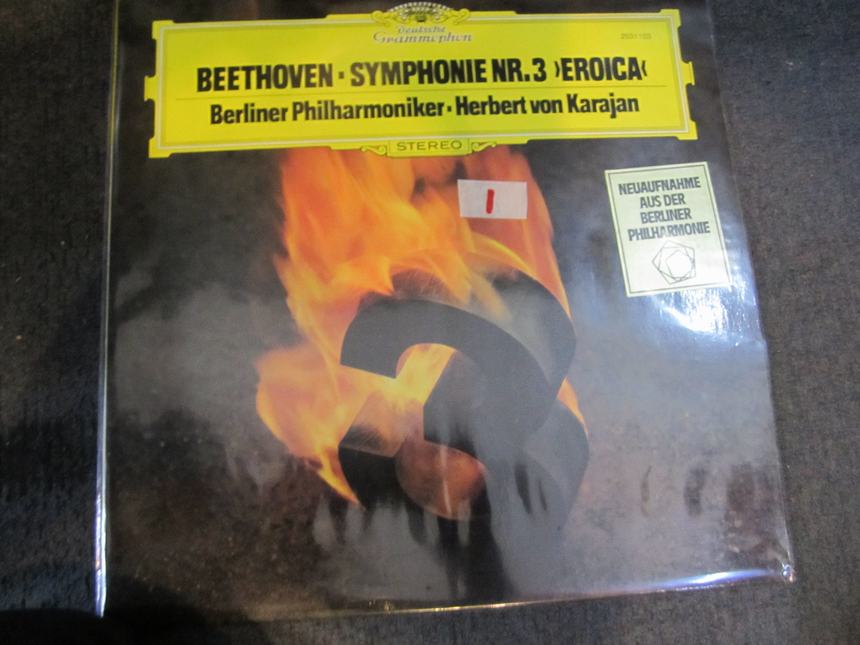 Deutsche
Grammophon
2531 103
BEETHOVEN · SYMPHONIE NR. 3 ›EROICA‹
Berliner Philharmoniker · Herbert von Karajan
STEREO
1
NEUAUFNAHME
AUS DER
BERLINER
PHILHARMONIE
3